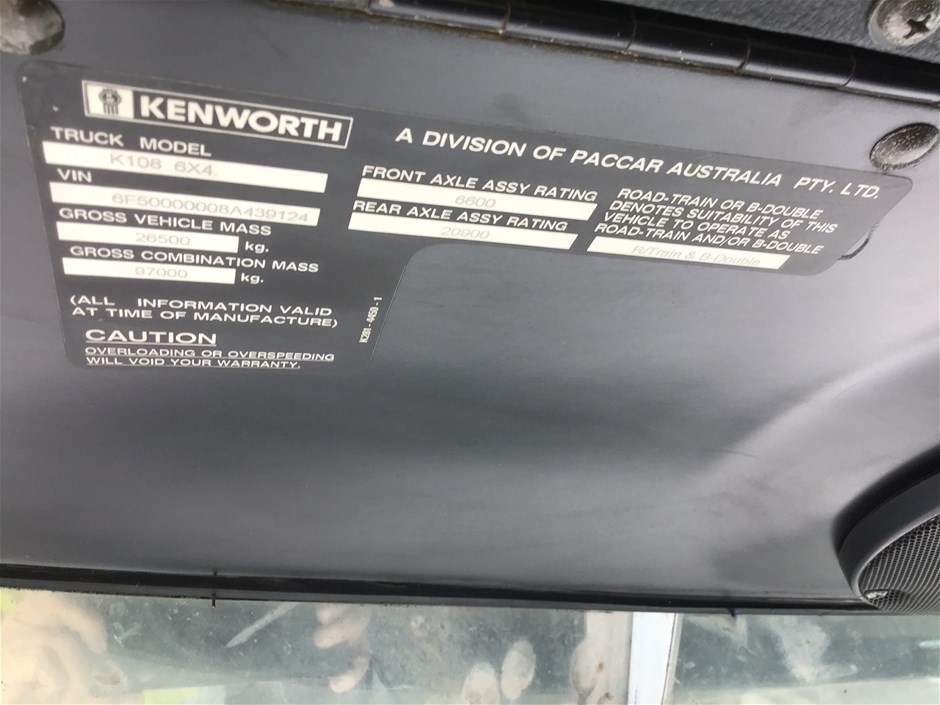 KENWORTH
A DIVISION OF PACCAR AUSTRALIA PTY. LTD.
TRUCK MODEL
K108 6X4.
VIN
6F50000008A439124
GROSS VEHICLE MASS
26500 kg.
GROSS COMBINATION MASS
97000 kg.
(ALL INFORMATION VALID
AT TIME OF MANUFACTURE)
CAUTION
OVERLOADING OR OVERSPEEDING
WILL VOID YOUR WARRANTY.
K281-4450-1
FRONT AXLE ASSY RATING
6600
REAR AXLE ASSY RATING
20900
ROAD-TRAIN OR B-DOUBLE
DENOTES SUITABILITY OF THIS
VEHICLE TO OPERATE AS
ROAD-TRAIN AND/OR B-DOUBLE
R/Train & B-Double